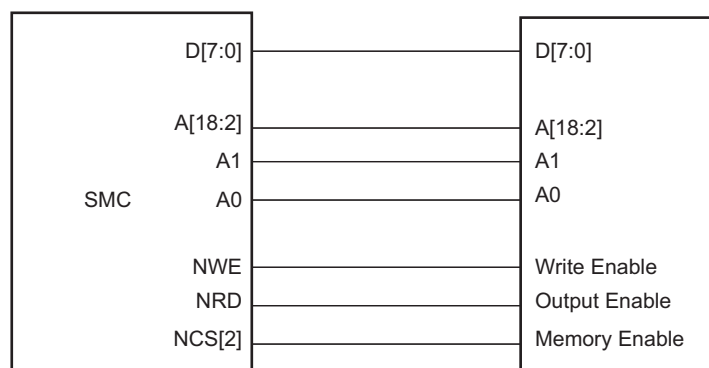 D[7:0] D[7:0]
A[18:2] A[18:2]
A1 A1
SMC A0 A0
NWE Write Enable
NRD Output Enable
NCS[2] Memory Enable